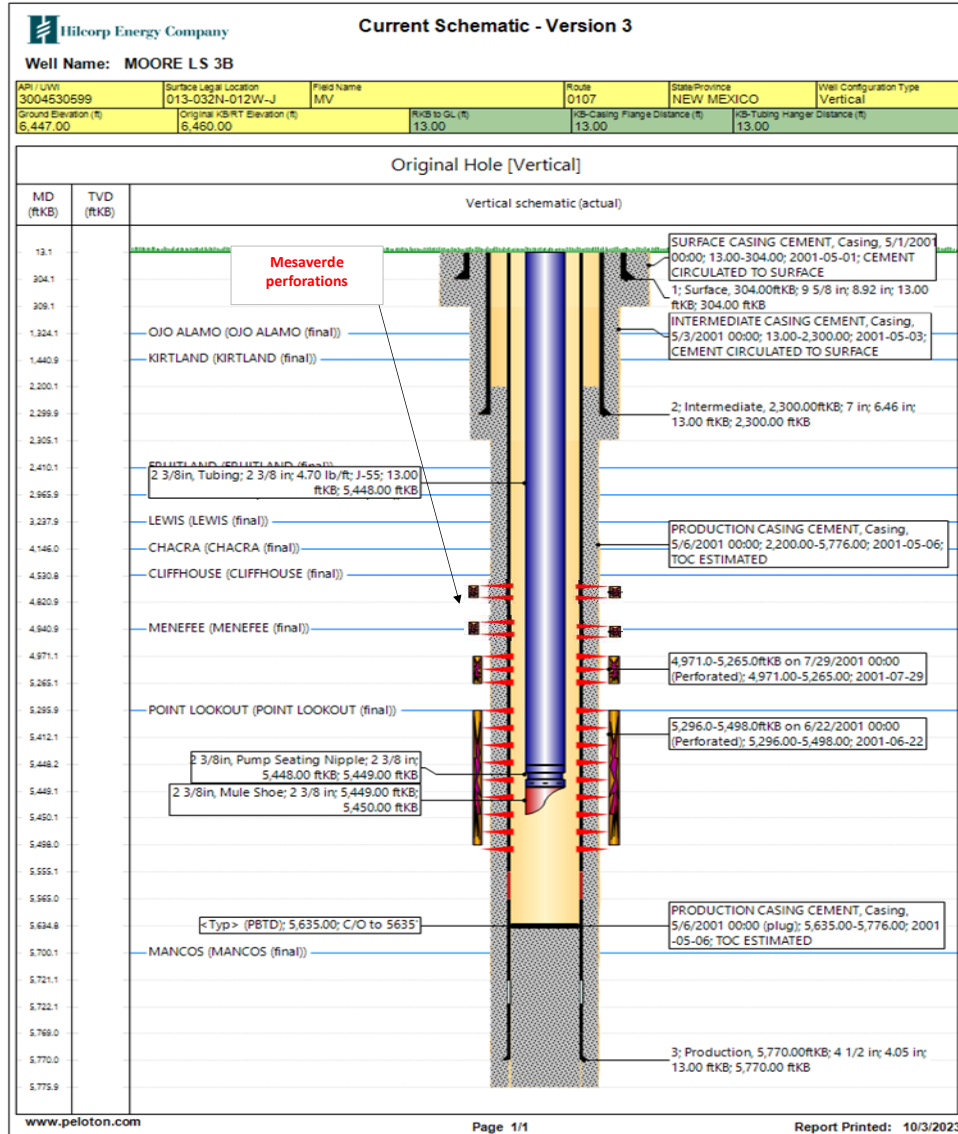 Hilcorp Energy Company
Current Schematic - Version 3
Well Name: MOORE LS 3B
API / UWI
3004530599
Surface Legal Location
013-032N-012W-J
Field Name
MV
Route
0107
State/Province
NEW MEXICO
Well Configuration Type
Vertical
Ground Elevation (ft)
6,447.00
Original KB/RT Elevation (ft)
6,460.00
RKB to GL (ft)
13.00
KB-Casing Flange Distance (ft)
13.00
KB-Tubing Hanger Distance (ft)
13.00
Original Hole [Vertical]
MD
(ftKB)
TVD
(ftKB)
Vertical schematic (actual)
13.1
304.1
309.1
1,324.1
1,440.9
2,200.1
2,299.9
2,305.1
2,410.1
2,965.9
3,237.9
4,146.0
4,530.8
4,820.9
4,940.9
4,971.1
5,265.1
5,295.9
5,412.1
5,448.2
5,449.1
5,450.1
5,498.0
5,555.1
5,565.0
5,634.8
5,700.1
5,721.1
5,722.1
5,769.0
5,770.0
5,775.9
Mesaverde
perforations
OJO ALAMO (OJO ALAMO (final))
KIRTLAND (KIRTLAND (final))
FRUITLAND (FRUITLAND (final))
2 3/8in, Tubing; 2 3/8 in; 4.70 lb/ft; J-55; 13.00
ftKB; 5,448.00 ftKB
LEWIS (LEWIS (final))
CHACRA (CHACRA (final))
CLIFFHOUSE (CLIFFHOUSE (final))
MENEFEE (MENEFEE (final))
POINT LOOKOUT (POINT LOOKOUT (final))
2 3/8in, Pump Seating Nipple; 2 3/8 in;
5,448.00 ftKB; 5,449.00 ftKB
2 3/8in, Mule Shoe; 2 3/8 in; 5,449.00 ftKB;
5,450.00 ftKB
<Typ> (PBTD); 5,635.00; C/O to 5635'
MANCOS (MANCOS (final))
SURFACE CASING CEMENT, Casing, 5/1/2001
00:00; 13.00-304.00; 2001-05-01; CEMENT
CIRCULATED TO SURFACE
1; Surface, 304.00ftKB; 9 5/8 in; 8.92 in; 13.00
ftKB; 304.00 ftKB
INTERMEDIATE CASING CEMENT, Casing,
5/3/2001 00:00; 13.00-2,300.00; 2001-05-03;
CEMENT CIRCULATED TO SURFACE
2; Intermediate, 2,300.00ftKB; 7 in; 6.46 in;
13.00 ftKB; 2,300.00 ftKB
PRODUCTION CASING CEMENT, Casing,
5/6/2001 00:00; 2,200.00-5,776.00; 2001-05-06;
TOC ESTIMATED
4,971.0-5,265.0ftKB on 7/29/2001 00:00
(Perforated); 4,971.00-5,265.00; 2001-07-29
5,296.0-5,498.0ftKB on 6/22/2001 00:00
(Perforated); 5,296.00-5,498.00; 2001-06-22
PRODUCTION CASING CEMENT, Casing,
5/6/2001 00:00 (plug); 5,635.00-5,776.00; 2001
-05-06; TOC ESTIMATED
3; Production, 5,770.00ftKB; 4 1/2 in; 4.05 in;
13.00 ftKB; 5,770.00 ftKB
www.peloton.com
Page 1/1
Report Printed: 10/3/2023